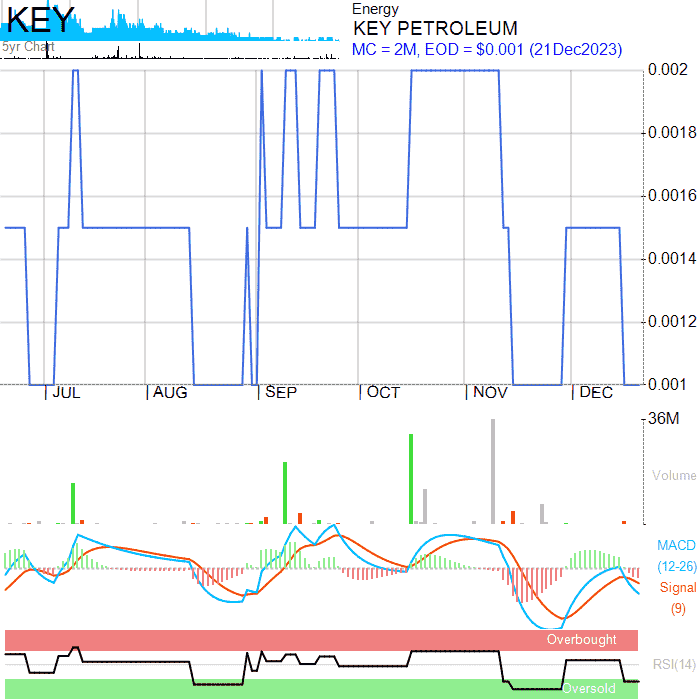 KEY
5yr Chart
Energy
KEY PETROLEUM
MC = 2M, EOD = $0.001 (21Dec2023)
0.002
0.0018
0.0016
0.0014
0.0012
0.001
JUL AUG SEP OCT NOV DEC
36M
Volume
MACD
(12-26)
Signal
(9)
Overbought
RSI(14)
Oversold